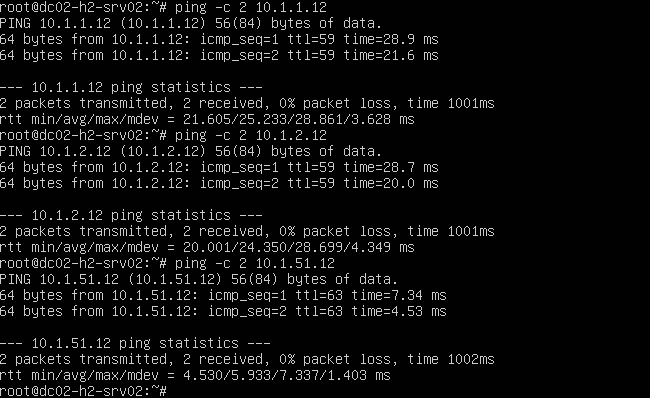 root@dc02-h2-srv02:~# ping -c 2 10.1.1.12
PING 10.1.1.12 (10.1.1.12) 56(84) bytes of data.
64 bytes from 10.1.1.12: icmp_seq=1 ttl=59 time=28.9 ms
64 bytes from 10.1.1.12: icmp_seq=2 ttl=59 time=21.6 ms
--- 10.1.1.12 ping statistics ---
2 packets transmitted, 2 received, 0% packet loss, time 1001ms
rtt min/avg/max/mdev = 21.605/25.233/28.861/3.628 ms
root@dc02-h2-srv02:~# ping -c 2 10.1.2.12
PING 10.1.2.12 (10.1.2.12) 56(84) bytes of data.
64 bytes from 10.1.2.12: icmp_seq=1 ttl=59 time=28.7 ms
64 bytes from 10.1.2.12: icmp_seq=2 ttl=59 time=20.0 ms
--- 10.1.2.12 ping statistics ---
2 packets transmitted, 2 received, 0% packet loss, time 1001ms
rtt min/avg/max/mdev = 20.001/24.350/28.699/4.349 ms
root@dc02-h2-srv02:~# ping -c 2 10.1.51.12
PING 10.1.51.12 (10.1.51.12) 56(84) bytes of data.
64 bytes from 10.1.51.12: icmp_seq=1 ttl=63 time=7.34 ms
64 bytes from 10.1.51.12: icmp_seq=2 ttl=63 time=4.53 ms
--- 10.1.51.12 ping statistics ---
2 packets transmitted, 2 received, 0% packet loss, time 1002ms
rtt min/avg/max/mdev = 4.530/5.933/7.337/1.403 ms
root@dc02-h2-srv02:~#